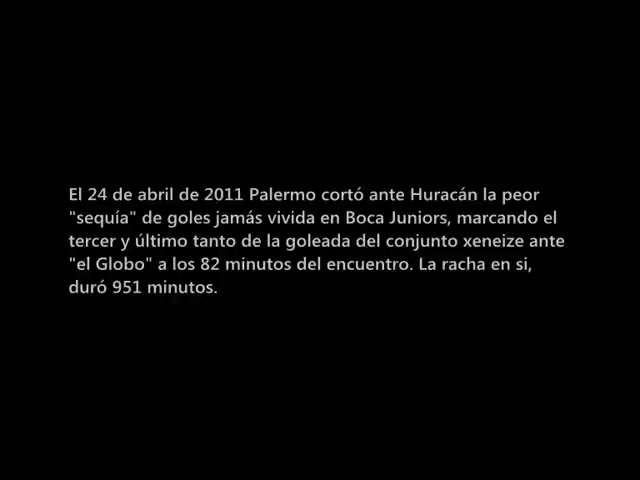 El 24 de abril de 2011 Palermo cortó ante Huracán la peor
"sequía" de goles jamás vivida en Boca Juniors, marcando el
tercer y último tanto de la goleada del conjunto xeneize ante
"el Globo" a los 82 minutos del encuentro. La racha en si,
duró 951 minutos.